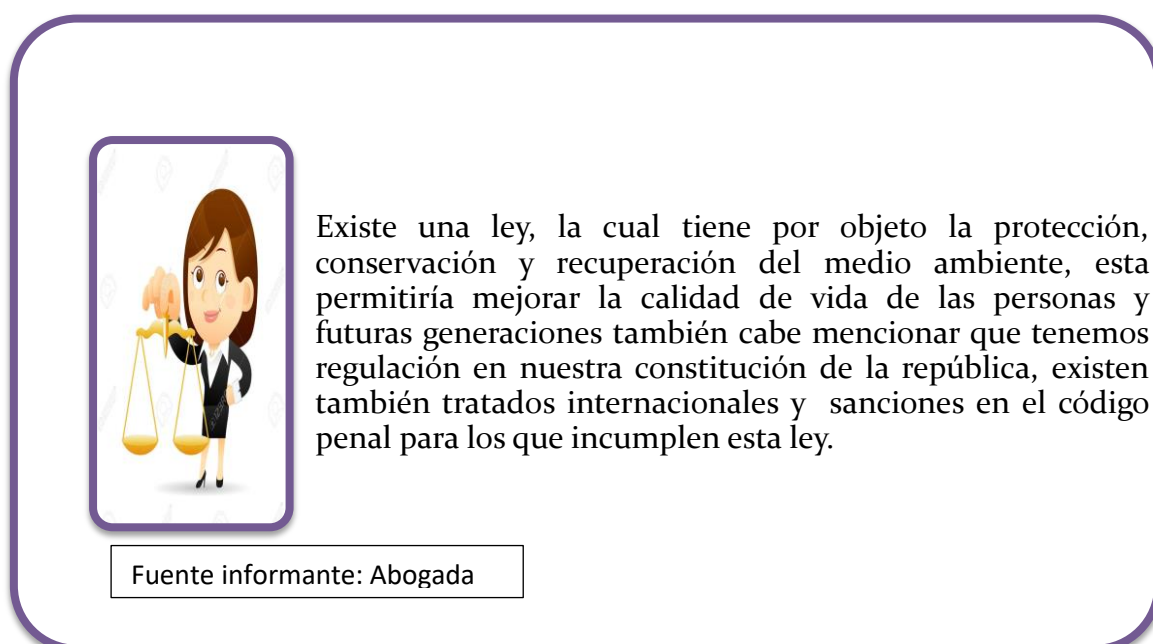 Existe una ley, la cual tiene por objeto la protección,
conservación y recuperación del medio ambiente, esta
permitiría mejorar la calidad de vida de las personas y
futuras generaciones también cabe mencionar que tenemos
regulación en nuestra constitución de la república, existen
también tratados internacionales y sanciones en el código
penal para los que incumplen esta ley.
Fuente informante: Abogada